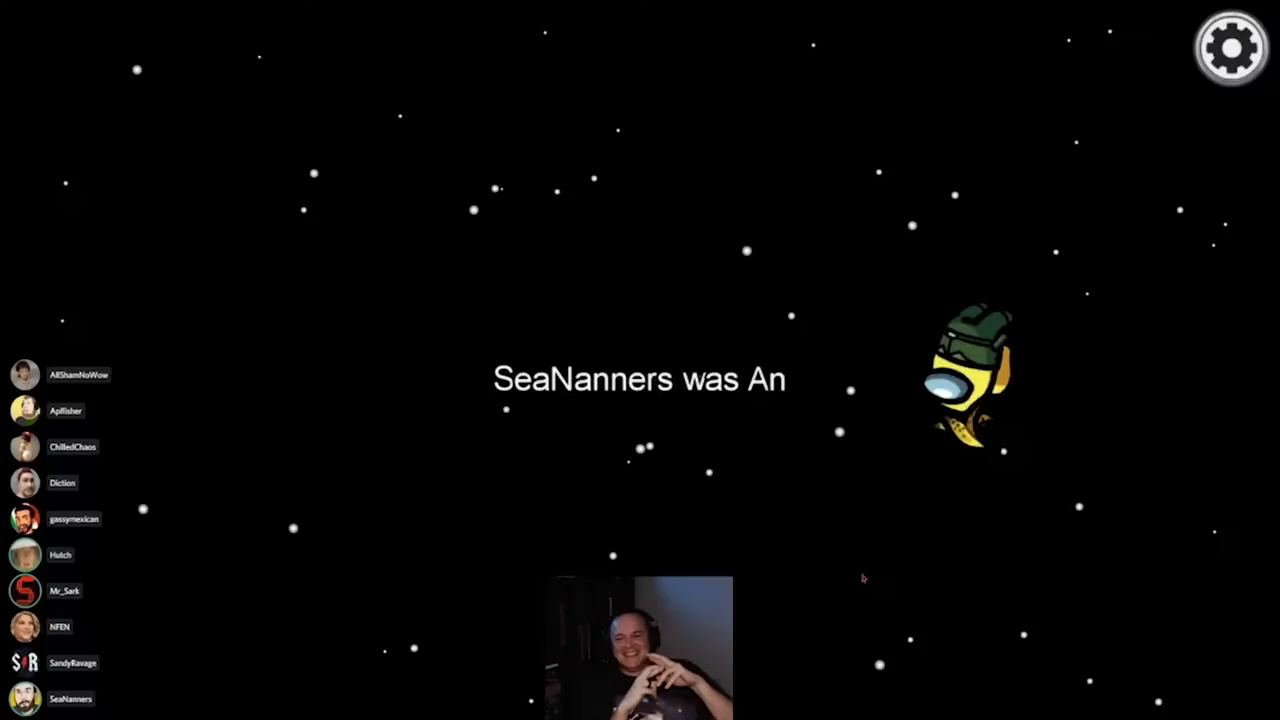 SeaNanners was An
AllShamNoWow
Aplfisher
ChilledChaos
Diction
gassymexican
Hutch
Mr_Sark
NFEN
SandyRavage
SeaNanners